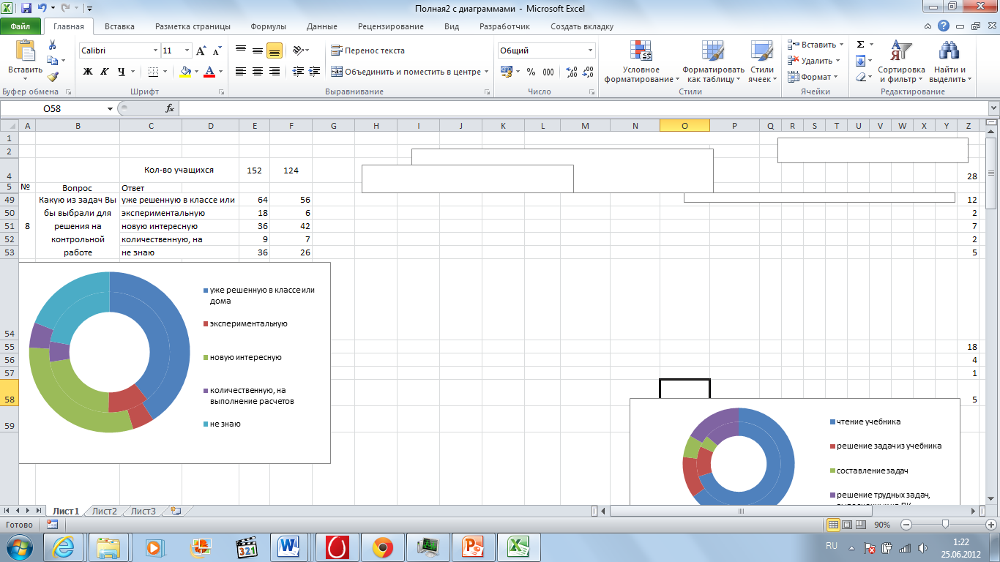 Полная2 с диаграммами - Microsoft Excel
Файл Главная Вставка Разметка страницы Формулы Данные Рецензирование Вид Разработчик Создать вкладку
Вставить
Буфер обмена
Calibri 11
Ж К Ч
Шрифт
Перенос текста
Объединить и поместить в центре
Выравнивание
Общий
% 000
Число
Условное форматирование
Форматировать как таблицу
Стили ячеек
Стили
Вставить
Удалить
Формат
Ячейки
Сортировка и фильтр
Найти и выделить
Редактирование
O58 fx
A B C D E F G H I J K L M N O P Q R S T U V W X Y Z
1
2
4 Кол-во учащихся 152 124 28
5 № Вопрос Ответ
49 Какую из задач Вы уже решенную в классе или 64 56 12
50 бы выбрали для экспериментальную 18 6 2
51 8 решения на новую интересную 36 42 7
52 контрольной количественную, на 9 7 2
53 работе не знаю 36 26 5
уже решенную в классе или
дома
экспериментальную
новую интересную
количественную, на
выполнение расчетов
не знаю
54
55 18
56 4
57 1
58 5
59
чтение учебника
решение задач из учебника
составление задач
решение трудных задач,
Лист1 Лист2 Лист3
Готово 90%
321 W P X
RU 1:22
25.06.2012